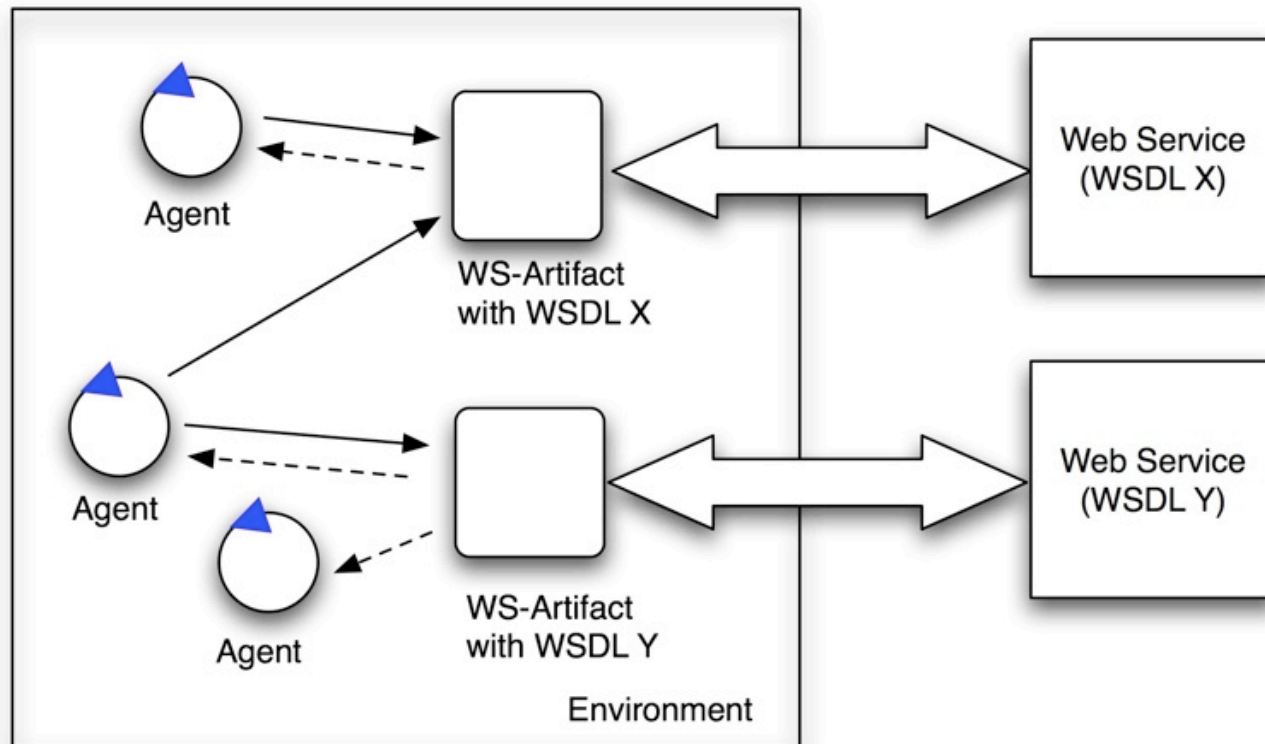 Agent
WS-Artifact
with WSDL X
Web Service
(WSDL X)
Agent
Agent
WS-Artifact
with WSDL Y
Web Service
(WSDL Y)
Environment